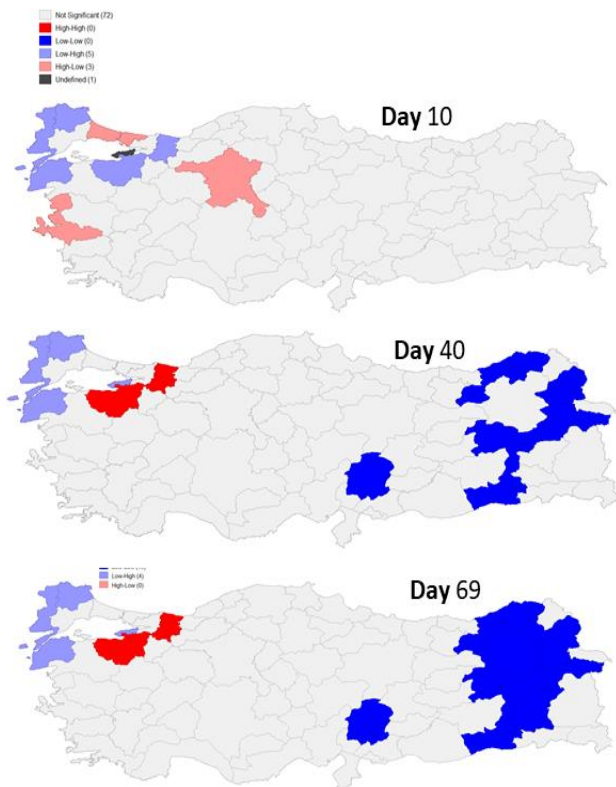 Not Significant (72)
High-High (0)
Low-Low (0)
Low-High (5)
High-Low (3)
Undefined (1)
Day 10
Day 40
Day 69
Low-High (4)
High-Low (0)